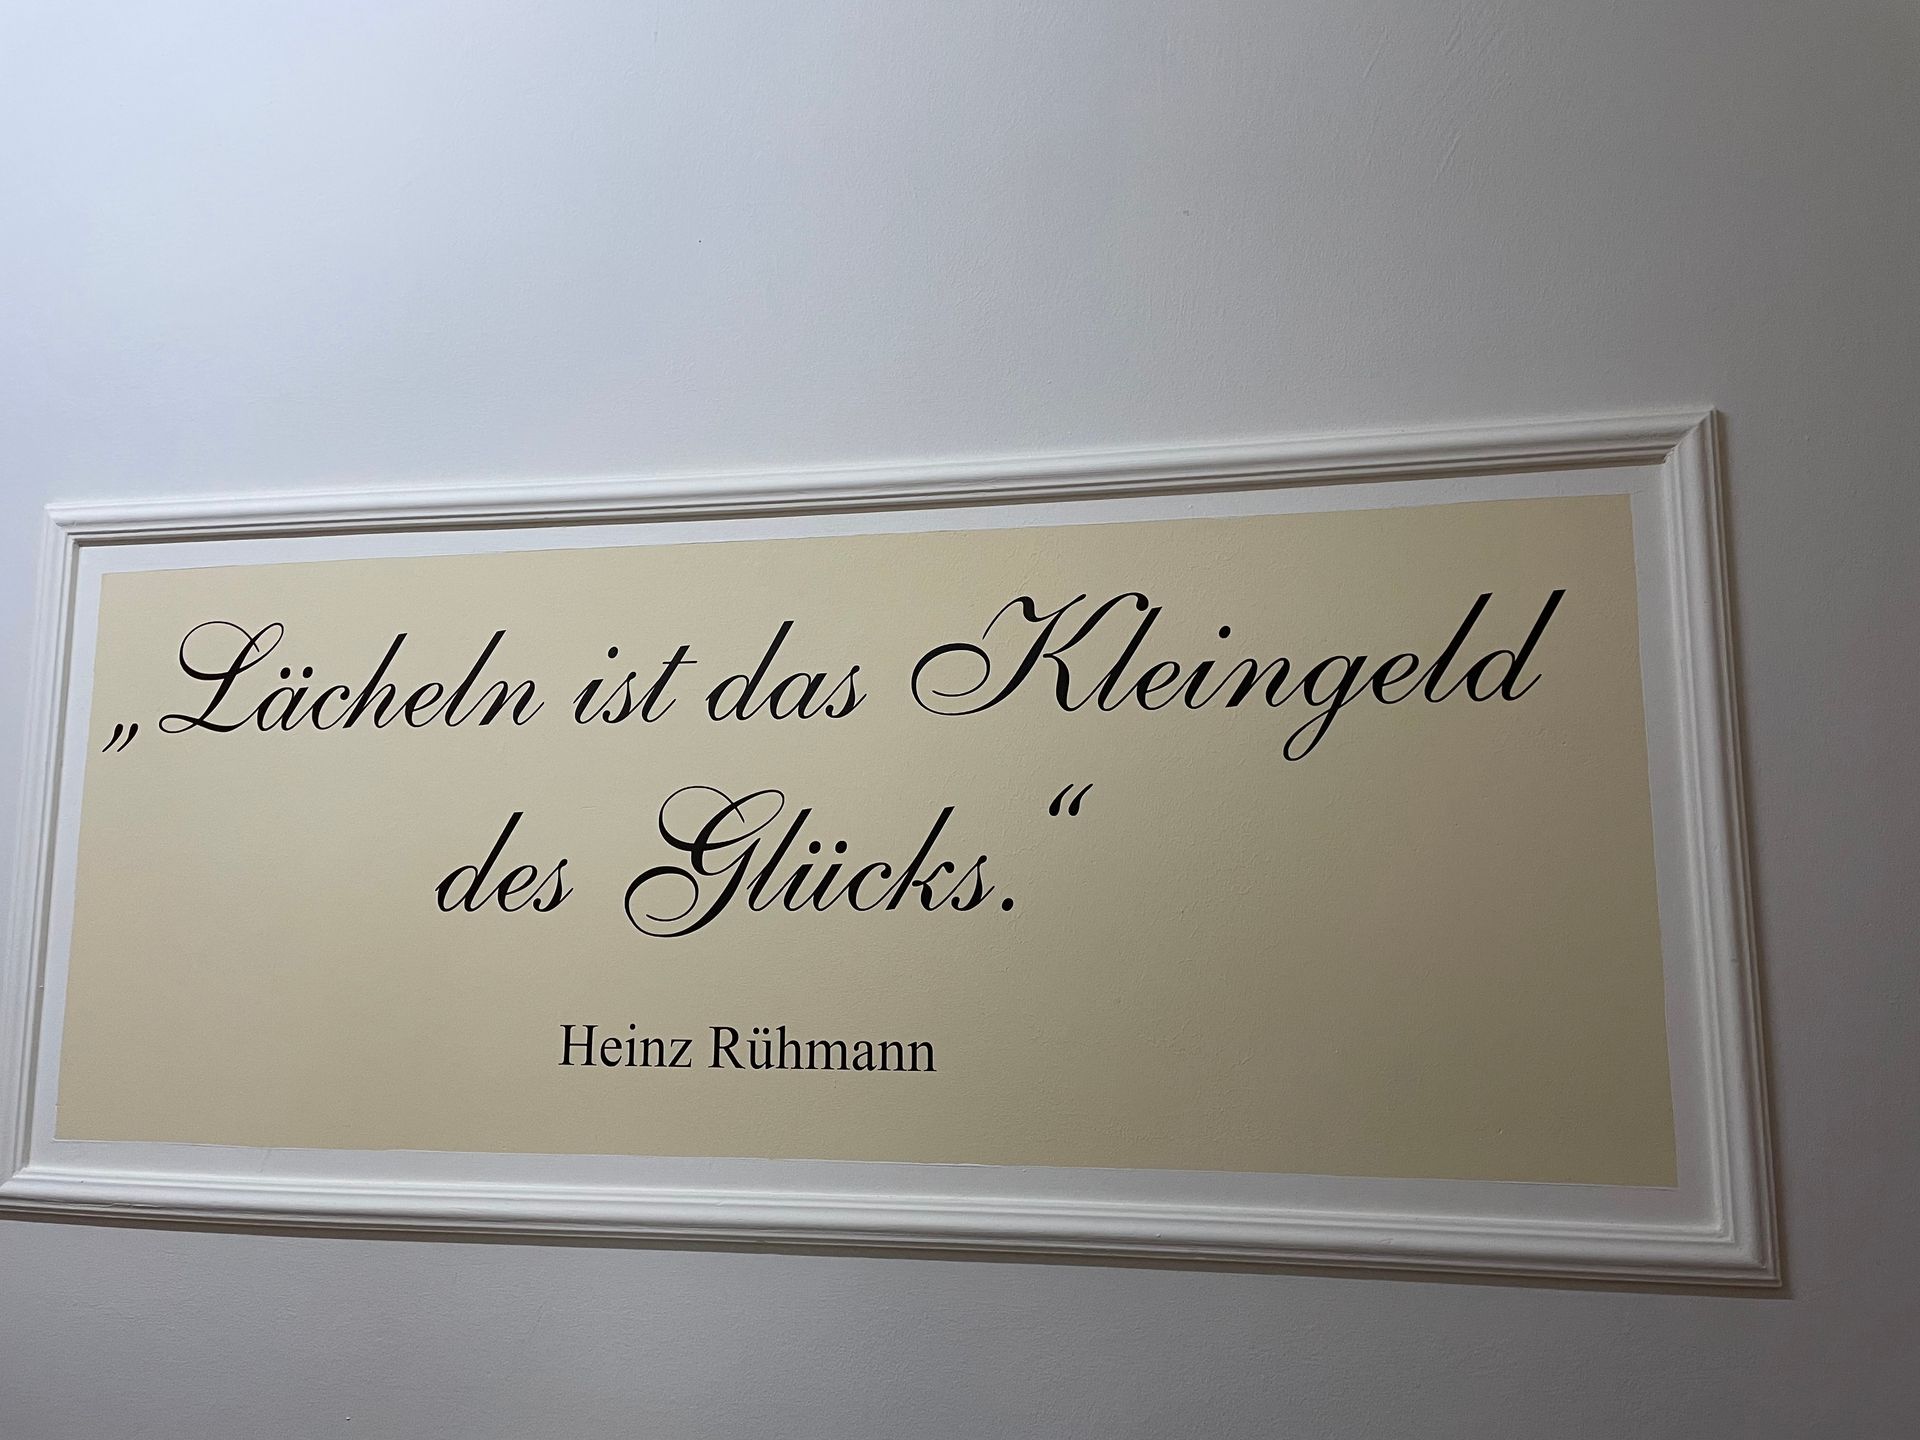 „Lächeln ist das Kleingeld
des Glücks.“
Heinz Rühmann